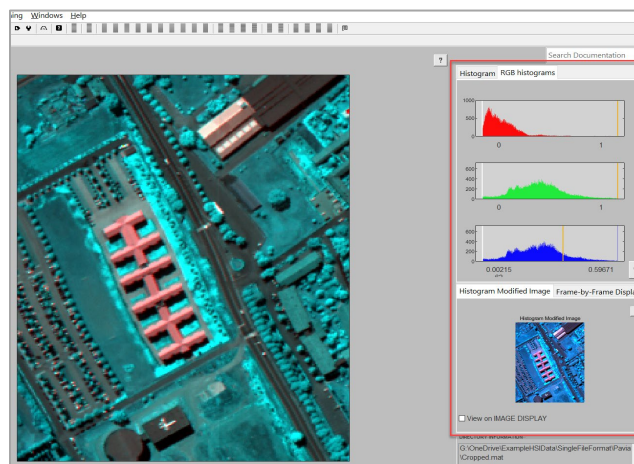 ing Windows Help
?
Search Documentation
Histogram RGB histograms
1000
500
0
0 1
600
400
200
0
0 1
600
400
200
0
0.00215 0.59671
Histogram Modified Image Frame-by-Frame Displa
Histogram Modified Image
View on IMAGE DISPLAY
DIRECTORY INFORMATION
G:\OneDrive\ExampleHSIData\SingleFileFormat\Pavia
\Cropped.mat